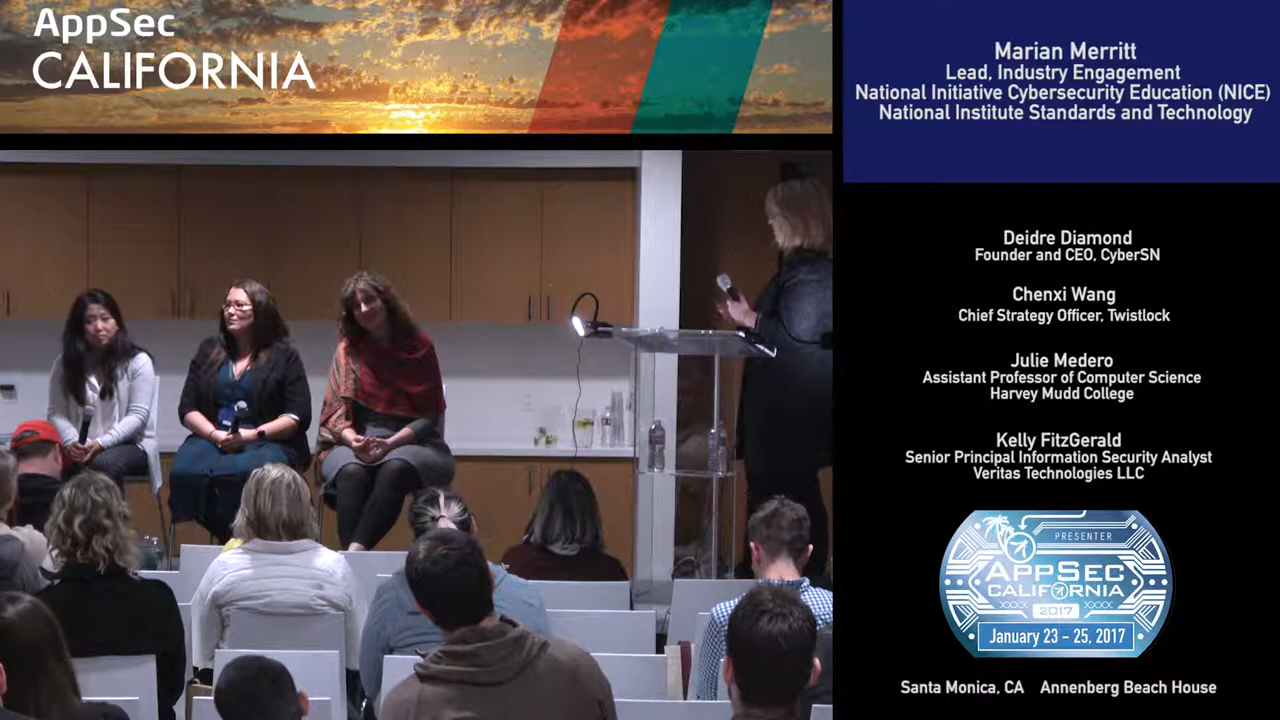 AppSec
CALIFORNIA
Marian Merritt
Lead, Industry Engagement
National Initiative Cybersecurity Education (NICE)
National Institute Standards and Technology
Deidre Diamond
Founder and CEO, CyberSN
Chenxi Wang
Chief Strategy Officer, Twistlock
Julie Medero
Assistant Professor of Computer Science
Harvey Mudd College
Kelly FitzGerald
Senior Principal Information Security Analyst
Veritas Technologies LLC
PRESENTER
APPSEC
CALIFORNIA
2017
January 23 - 25, 2017
Santa Monica, CA Annenberg Beach House